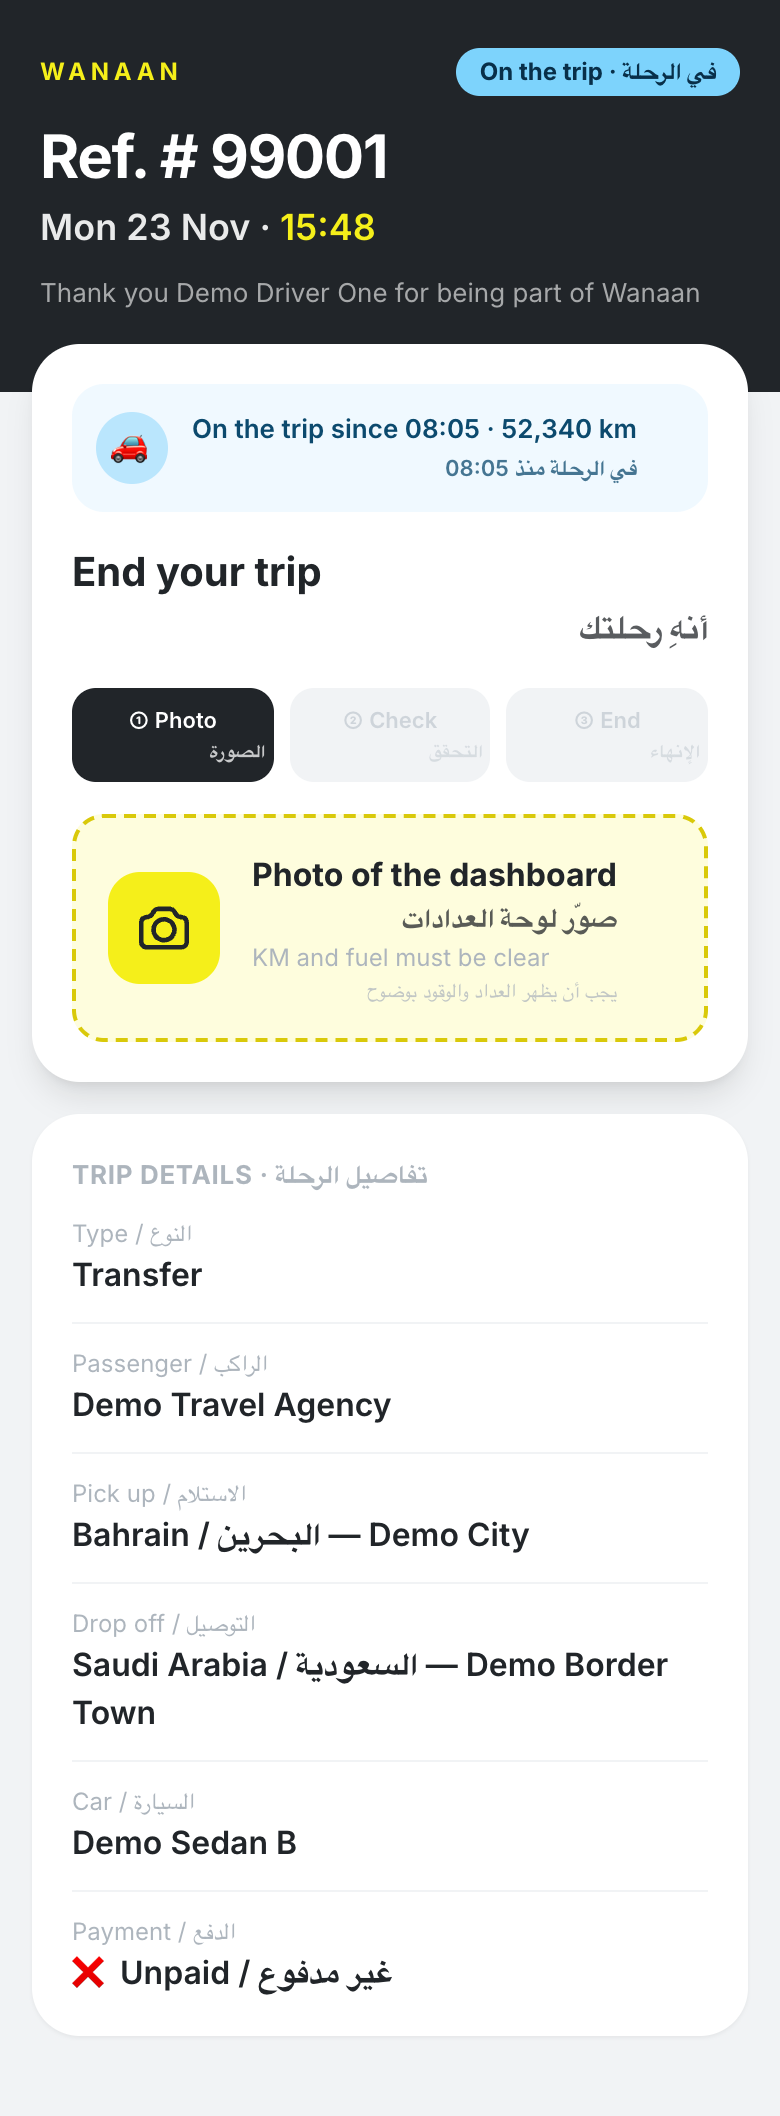 WANAAN
On the trip · في الرحلة
Ref. # 99001
Mon 23 Nov · 15:48
Thank you Demo Driver One for being part of Wanaan
On the trip since 08:05 · 52,340 km
في الرحلة منذ 08:05
End your trip
أنهِ رحلتك
① Photo
الصورة
② Check
التحقق
③ End
الإنهاء
Photo of the dashboard
صوّر لوحة العدادات
KM and fuel must be clear
يجب أن يظهر العداد والوقود بوضوح
TRIP DETAILS · تفاصيل الرحلة
Type / النوع
Transfer
Passenger / الراكب
Demo Travel Agency
Pick up / الاستلام
Bahrain / البحرين — Demo City
Drop off / التوصيل
Saudi Arabia / السعودية — Demo Border
Town
Car / السيارة
Demo Sedan B
Payment / الدفع
❌ Unpaid / غير مدفوع